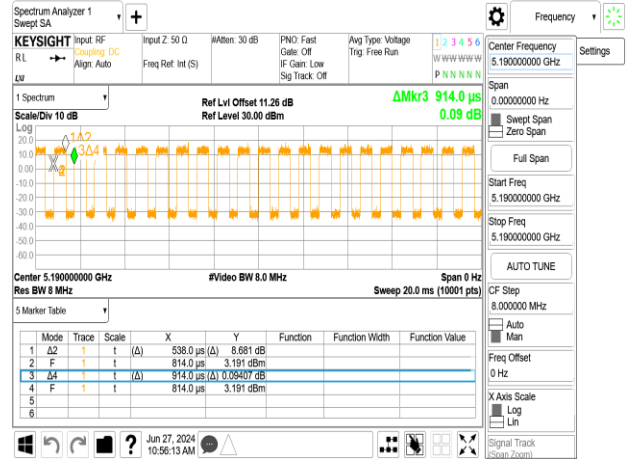 Spectrum Analyzer 1
Swept SA
+
Frequency
KEYSIGHT
RL
Input: RF
Coupling: DC
Align: Auto
Input Z: 50 Ω
Freq Ref: Int (S)
#Atten: 30 dB
PNO: Fast
Gate: Off
IF Gain: Low
Sig Track: Off
Avg Type: Voltage
Trig: Free Run
1 2 3 4 5 6
W W W W W W
P N N N N N
Settings
Center Frequency
5.190000000 GHz
Span
0.00000000 Hz
Swept Span
Zero Span
Full Span
Start Freq
5.190000000 GHz
Stop Freq
5.190000000 GHz
AUTO TUNE
CF Step
8.000000 MHz
Auto
Man
Freq Offset
0 Hz
X Axis Scale
Log
Lin
Signal Track
(Span Zoom)
1 Spectrum
Scale/Div 10 dB
Ref Lvl Offset 11.26 dB
Ref Level 30.00 dBm
ΔMkr3 914.0 µs
0.09 dB
Log
20.0
10.0
0.00
-10.0
-20.0
-30.0
-40.0
-50.0
-60.0
1Δ2
3Δ4
Center 5.190000000 GHz
#Video BW 8.0 MHz
Span 0 Hz
Res BW 8 MHz
Sweep 20.0 ms (10001 pts)
5 Marker Table
Mode Trace Scale X Y Function Function Width Function Value
1 Δ2 1 t (Δ) 538.0 µs (Δ) 8.681 dB
2 F 1 t 814.0 µs 3.191 dBm
3 Δ4 1 t (Δ) 914.0 µs (Δ) 0.09407 dB
4 F 1 t 814.0 µs 3.191 dBm
5
6
?
Jun 27, 2024
10:56:13 AM